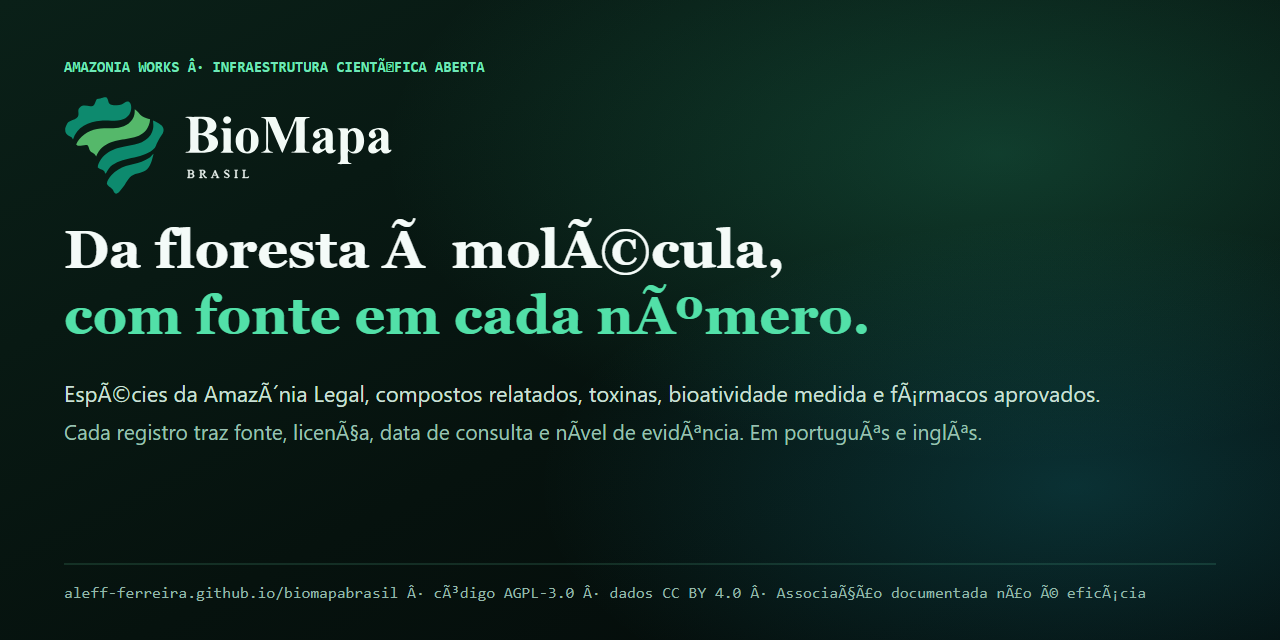 AMAZONIA WORKS Â· INFRAESTRUTURA CIENTÃFICA ABERTA
BioMapa
BRASIL
Da floresta Ã  molÃ©cula,
com fonte em cada nÃºmero.
EspÃ©cies da AmazÃ´nia Legal, compostos relatados, toxinas, bioatividade medida e fÃ¡rmacos aprovados.
Cada registro traz fonte, licenÃ§a, data de consulta e nÃ­vel de evidÃªncia. Em portuguÃªs e inglÃªs.
aleff-ferreira.github.io/biomapabrasil Â· cÃ³digo AGPL-3.0 Â· dados CC BY 4.0 Â· AssociaÃ§Ã£o documentada nÃ£o Ã© eficÃ¡cia